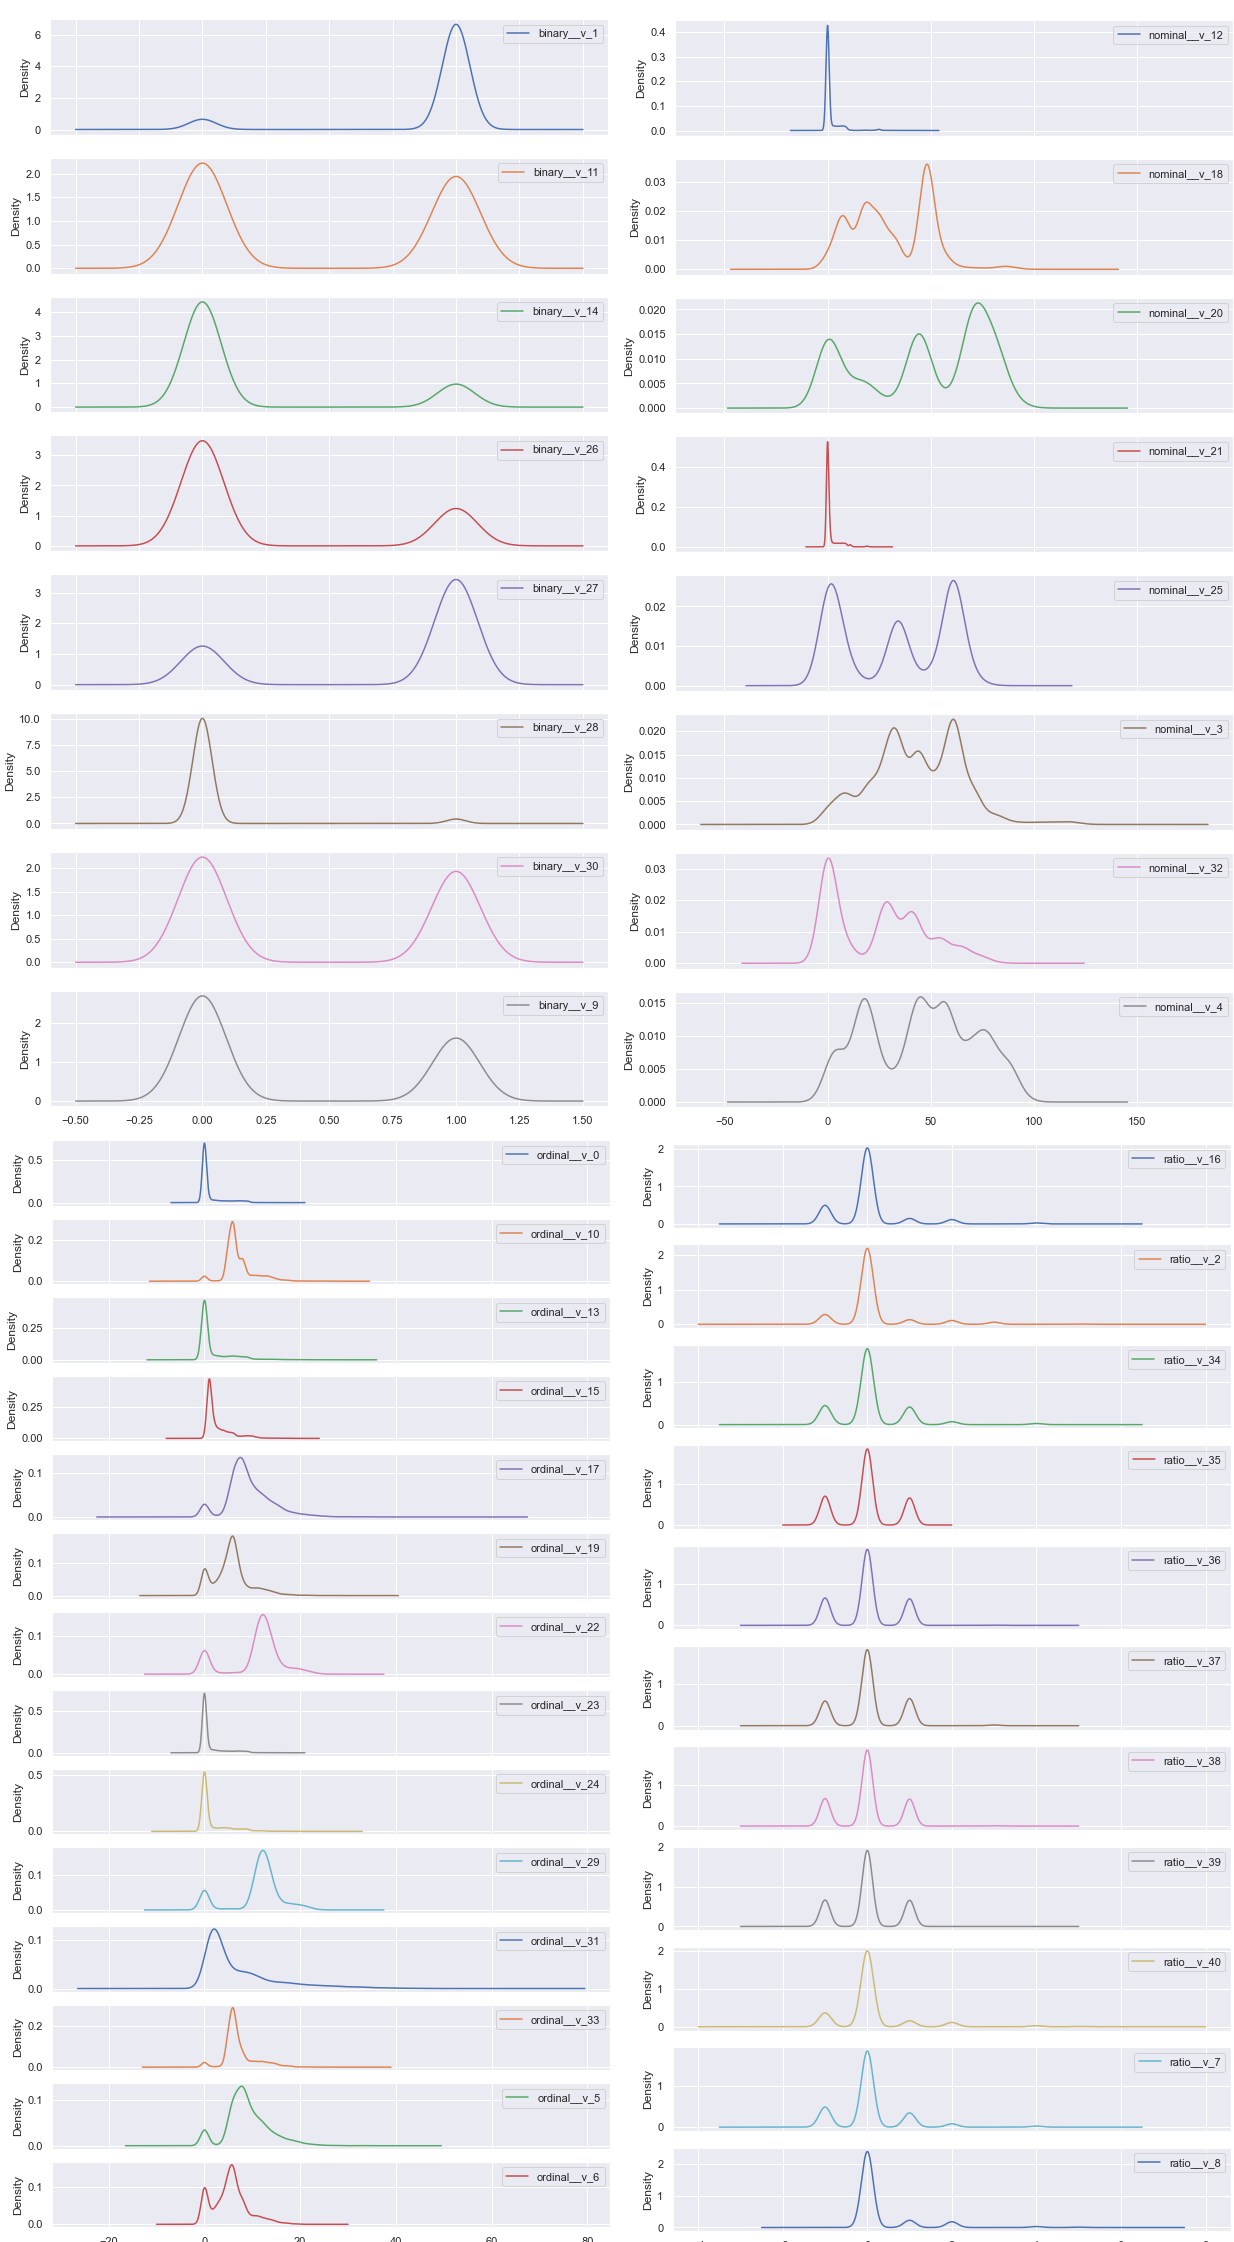 binary__v_1
Density
6
4
2
0
binary__v_11
Density
2.0
1.5
1.0
0.5
0.0
binary__v_14
Density
4
3
2
1
0
binary__v_26
Density
3
2
1
0
binary__v_27
Density
3
2
1
0
binary__v_28
Density
10.0
7.5
5.0
2.5
0.0
binary__v_30
Density
2.0
1.5
1.0
0.5
0.0
binary__v_9
Density
2
1
0
−0.50 −0.25 0.00 0.25 0.50 0.75 1.00 1.25 1.50
nominal__v_12
Density
0.4
0.3
0.2
0.1
0.0
nominal__v_18
Density
0.03
0.02
0.01
0.00
nominal__v_20
Density
0.020
0.015
0.010
0.005
0.000
nominal__v_21
Density
0.4
0.2
0.0
nominal__v_25
Density
0.02
0.01
0.00
nominal__v_3
Density
0.020
0.015
0.010
0.005
0.000
nominal__v_32
Density
0.03
0.02
0.01
0.00
nominal__v_4
Density
0.015
0.010
0.005
0.000
−50 0 50 100 150
ordinal__v_0
Density
0.5
0.0
ordinal__v_10
Density
0.2
0.0
ordinal__v_13
Density
0.25
0.00
ordinal__v_15
Density
0.25
0.00
ordinal__v_17
Density
0.1
0.0
ordinal__v_19
Density
0.1
0.0
ordinal__v_22
Density
0.1
0.0
ordinal__v_23
Density
0.5
0.0
ordinal__v_24
Density
0.5
0.0
ordinal__v_29
Density
0.1
0.0
ordinal__v_31
Density
0.1
0.0
ordinal__v_33
Density
0.2
0.0
ordinal__v_5
Density
0.1
0.0
ordinal__v_6
Density
0.1
0.0
−20 0 20 40 60 80
ratio__v_16
Density
2
1
0
ratio__v_2
Density
2
1
0
ratio__v_34
Density
1
0
ratio__v_35
Density
1
0
ratio__v_36
Density
1
0
ratio__v_37
Density
1
0
ratio__v_38
Density
1
0
ratio__v_39
Density
2
1
0
ratio__v_40
Density
2
1
0
ratio__v_7
Density
1
0
ratio__v_8
Density
2
1
0